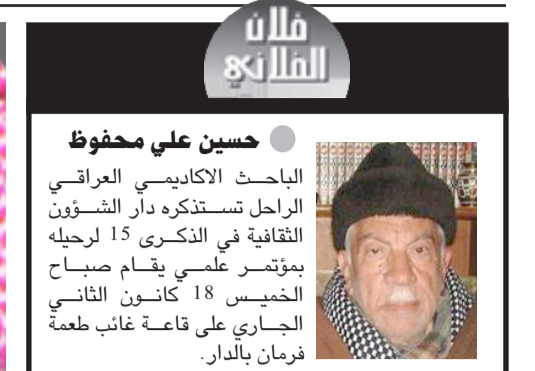 فلان
الفلاني
حسين علي محفوظ
الباحث الاكاديمي العراقي
الراحل تستذكره دار الشؤون
الثقافية في الذكرى 15 لرحيله
بمؤتمر علمي يقام صباح
الخميس 18 كانون الثاني
الجاري على قاعة غائب طعمة
فرمان بالدار.